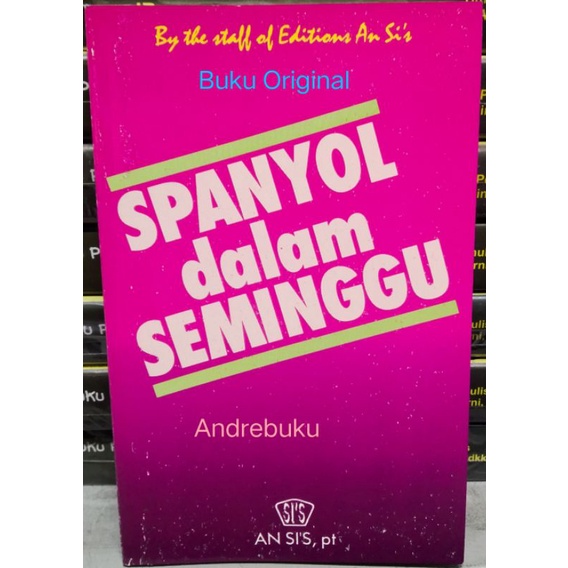 By the staff of Editions An Si's
Buku Original
SPANYOL
dalam
SEMINGGU
Andrebuku
SI'S
AN SI'S, pt